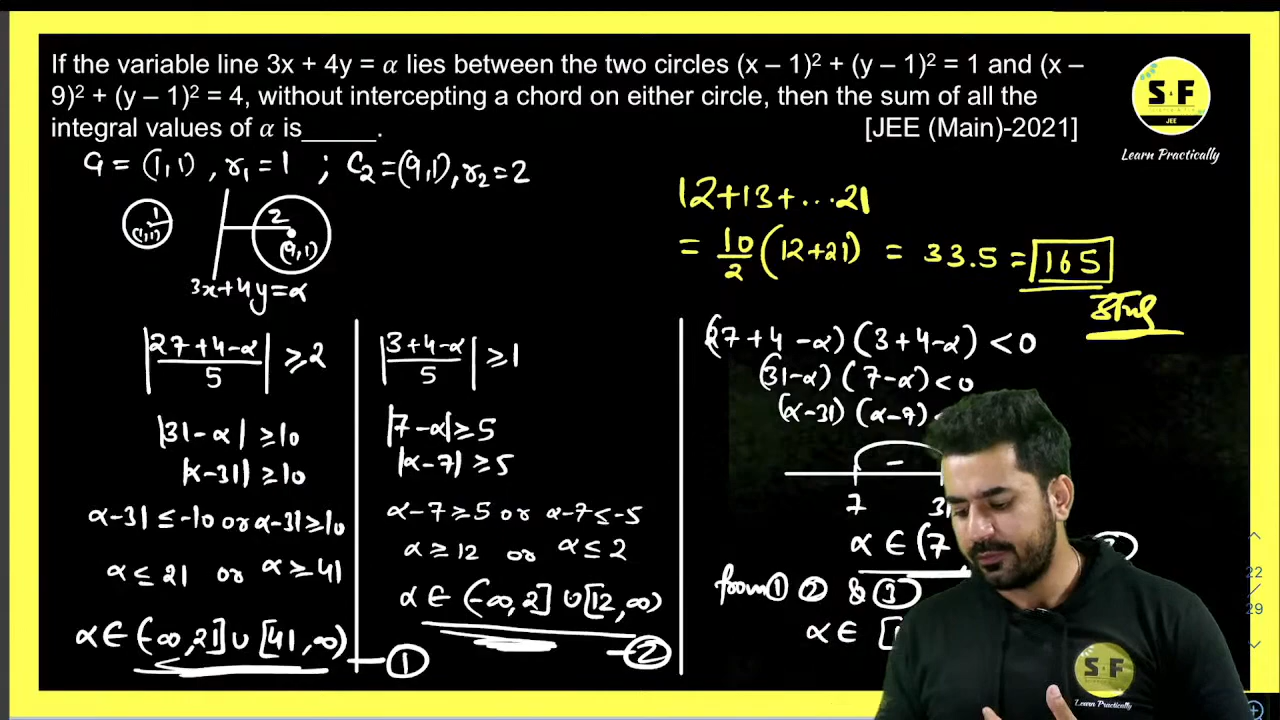 If the variable line 3x + 4y = α lies between the two circles (x – 1)² + (y – 1)² = 1 and (x –
9)² + (y – 1)² = 4, without intercepting a chord on either circle, then the sum of all the
integral values of α is_____.
[JEE (Main)-2021]
S F
JEE
Learn Practically
C₁ = (1,1) , r₁ = 1 ; C₂ = (9,1), r₂ = 2
1
(1,1)
2
(9,1)
3x+4y=α
12+13+...21
= 10/2 (12+21) = 33.5 = 165
|27+4-α / 5| ≥ 2
|31-α| ≥ 10
|α-31| ≥ 10
α-31 ≤ -10 or α-31 ≥ 10
α ≤ 21 or α ≥ 41
α ∈ (-∞,21] ∪ [41,∞) — 1
|3+4-α / 5| ≥ 1
|7-α| ≥ 5
|α-7| ≥ 5
α-7 ≥ 5 or α-7 ≤ -5
α ≥ 12 or α ≤ 2
α ∈ (-∞,2] ∪ [12,∞)
— 2
(27+4-α) (3+4-α) < 0
(31-α) (7-α) < 0
(α-31) (α-7)
-
7
α ∈ (7
from 1 2 & 3
α ∈ [
22
29
S F
Learn Practically